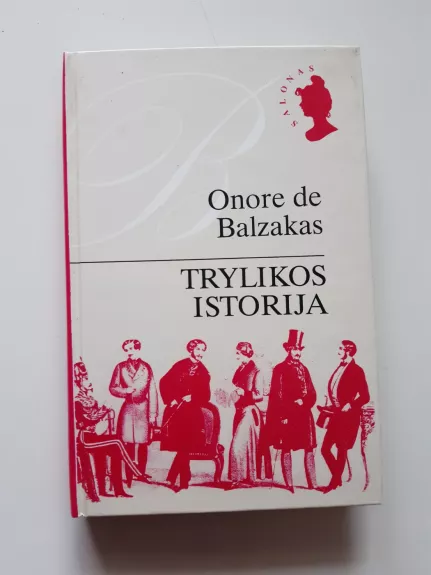 SALONAS
Onore de
Balzakas
TRYLIKOS
ISTORIJA